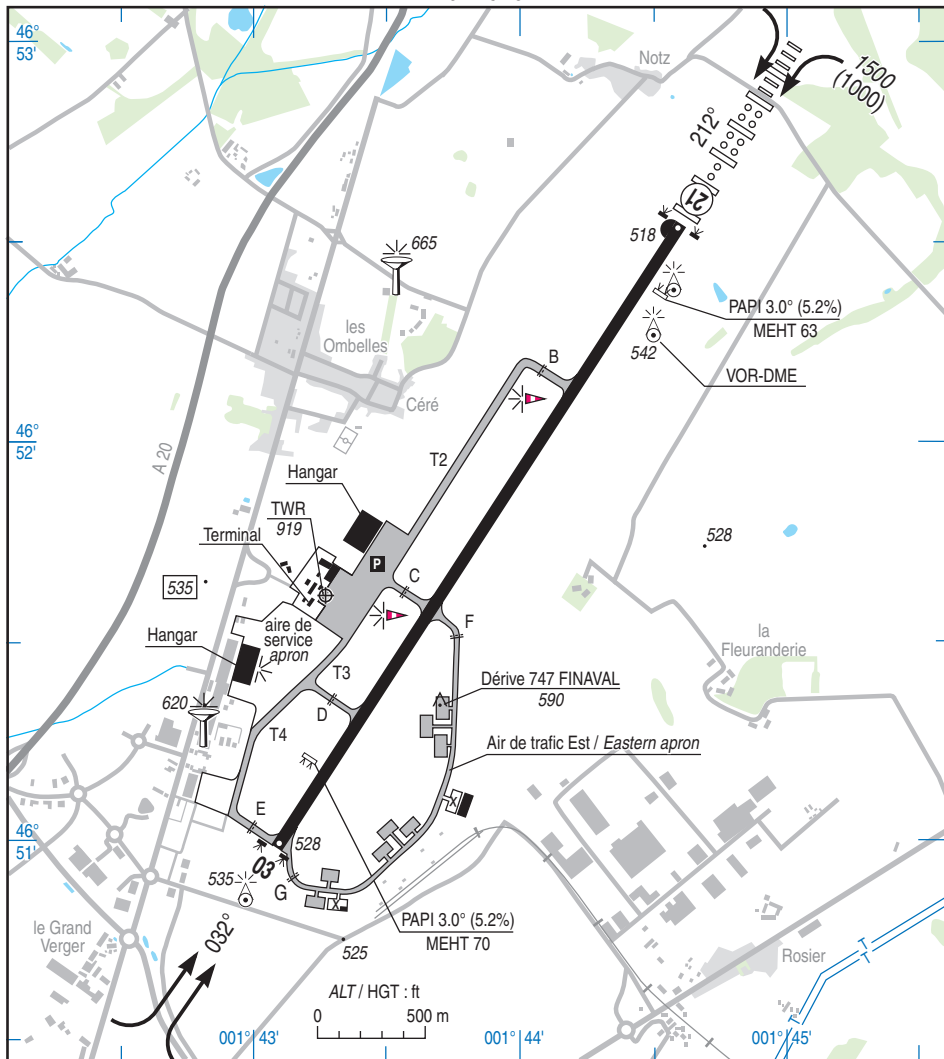 46°
53'
Notz
1500
(1000)
212°
21
518
665
PAPI 3.0° (5.2%)
MEHT 63
les
Ombelles
542
VOR-DME
B
Céré
A 20
46°
52'
T2
Hangar
TWR
919
Terminal
528
P
C
535
F
aire de
service
apron
la
Fleuranderie
Hangar
T3
Dérive 747 FINAVAL
590
620
D
T4
Air de trafic Est / Eastern apron
E
46°
51'
528
03
535
G
le Grand
Verger
032°
PAPI 3.0° (5.2%)
MEHT 70
525
Rosier
T
T
ALT / HGT : ft
0 500 m
001° 43'
001° 44'
001° 45'